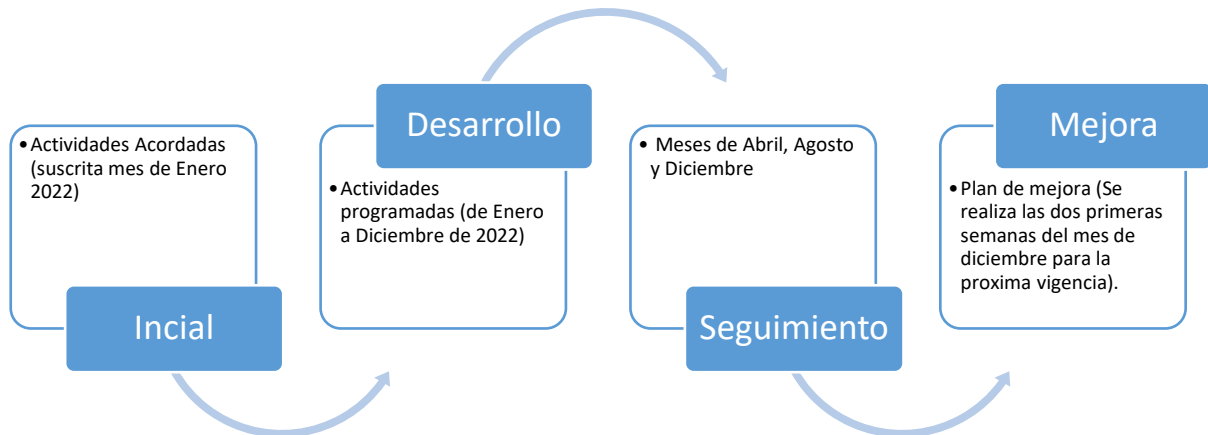 •Actividades Acordadas
(suscrita mes de Enero
2022)
Incial
Desarrollo
•Actividades
programadas (de Enero
a Diciembre de 2022)
• Meses de Abril, Agosto
y Diciembre
Seguimiento
Mejora
•Plan de mejora (Se
realiza las dos primeras
semanas del mes de
diciembre para la
proxima vigencia).